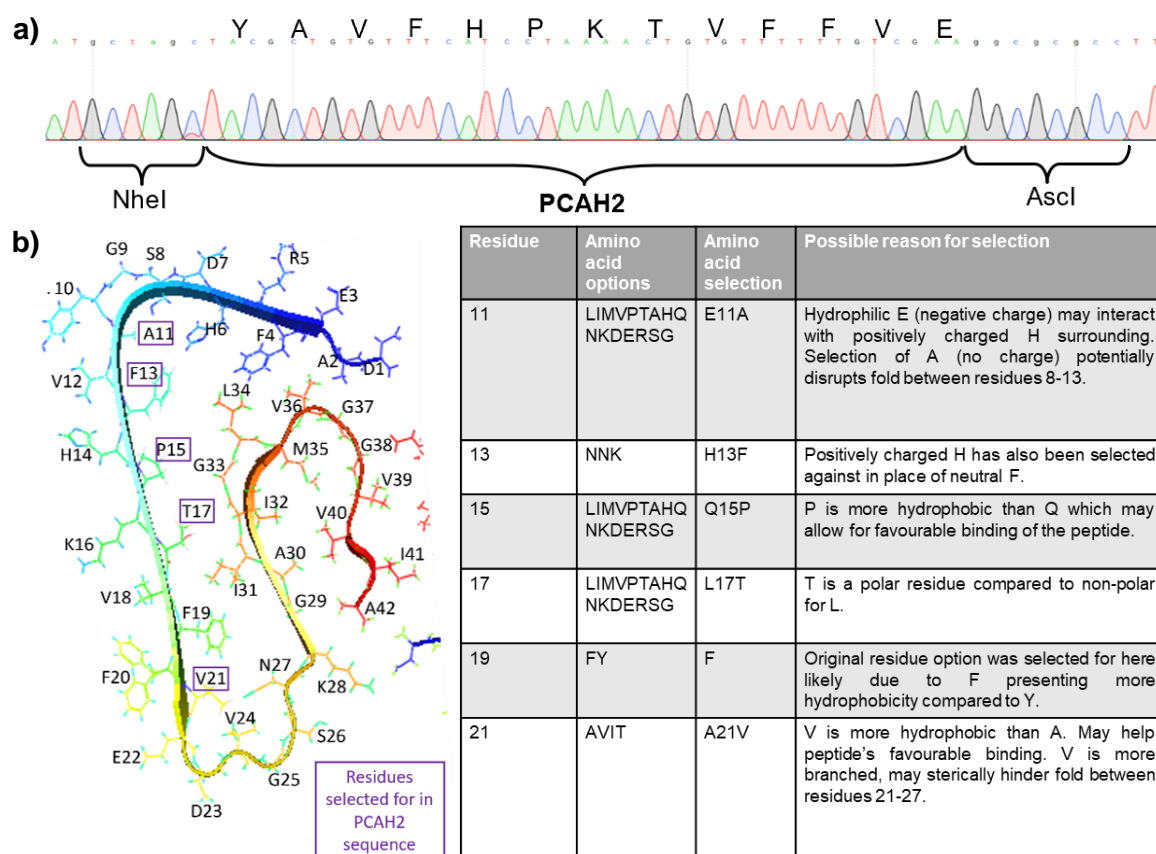 a) Y A V F H P K T V F F V E
A T g c t a g c T A C G C T G T G T T T C A T C C T A A A A C T G T G T T T T T T G T C G A A g g c g c g c c T T
NheI PCAH2 AscI
b)
G9 S8 D7 R5
. 10 E3
A11 H6 F4 A2 D1
V12 F13 L34 V36 G37
H14 P15 G33 M35 G38
V39
T17 I32 V40
K16 A30 I41
V18 I31 G29 A42
F19
F20 V21 N27 K28
V24 S26
E22 G25
D23
Residues
selected for in
PCAH2
sequence
Residue | Amino acid options | Amino acid selection | Possible reason for selection
11 | LIMVPTAHQ NKDERSG | E11A | Hydrophilic E (negative charge) may interact with positively charged H surrounding. Selection of A (no charge) potentially disrupts fold between residues 8-13.
13 | NNK | H13F | Positively charged H has also been selected against in place of neutral F.
15 | LIMVPTAHQ NKDERSG | Q15P | P is more hydrophobic than Q which may allow for favourable binding of the peptide.
17 | LIMVPTAHQ NKDERSG | L17T | T is a polar residue compared to non-polar for L.
19 | FY | F | Original residue option was selected for here likely due to F presenting more hydrophobicity compared to Y.
21 | AVIT | A21V | V is more hydrophobic than A. May help peptide's favourable binding. V is more branched, may sterically hinder fold between residues 21-27.